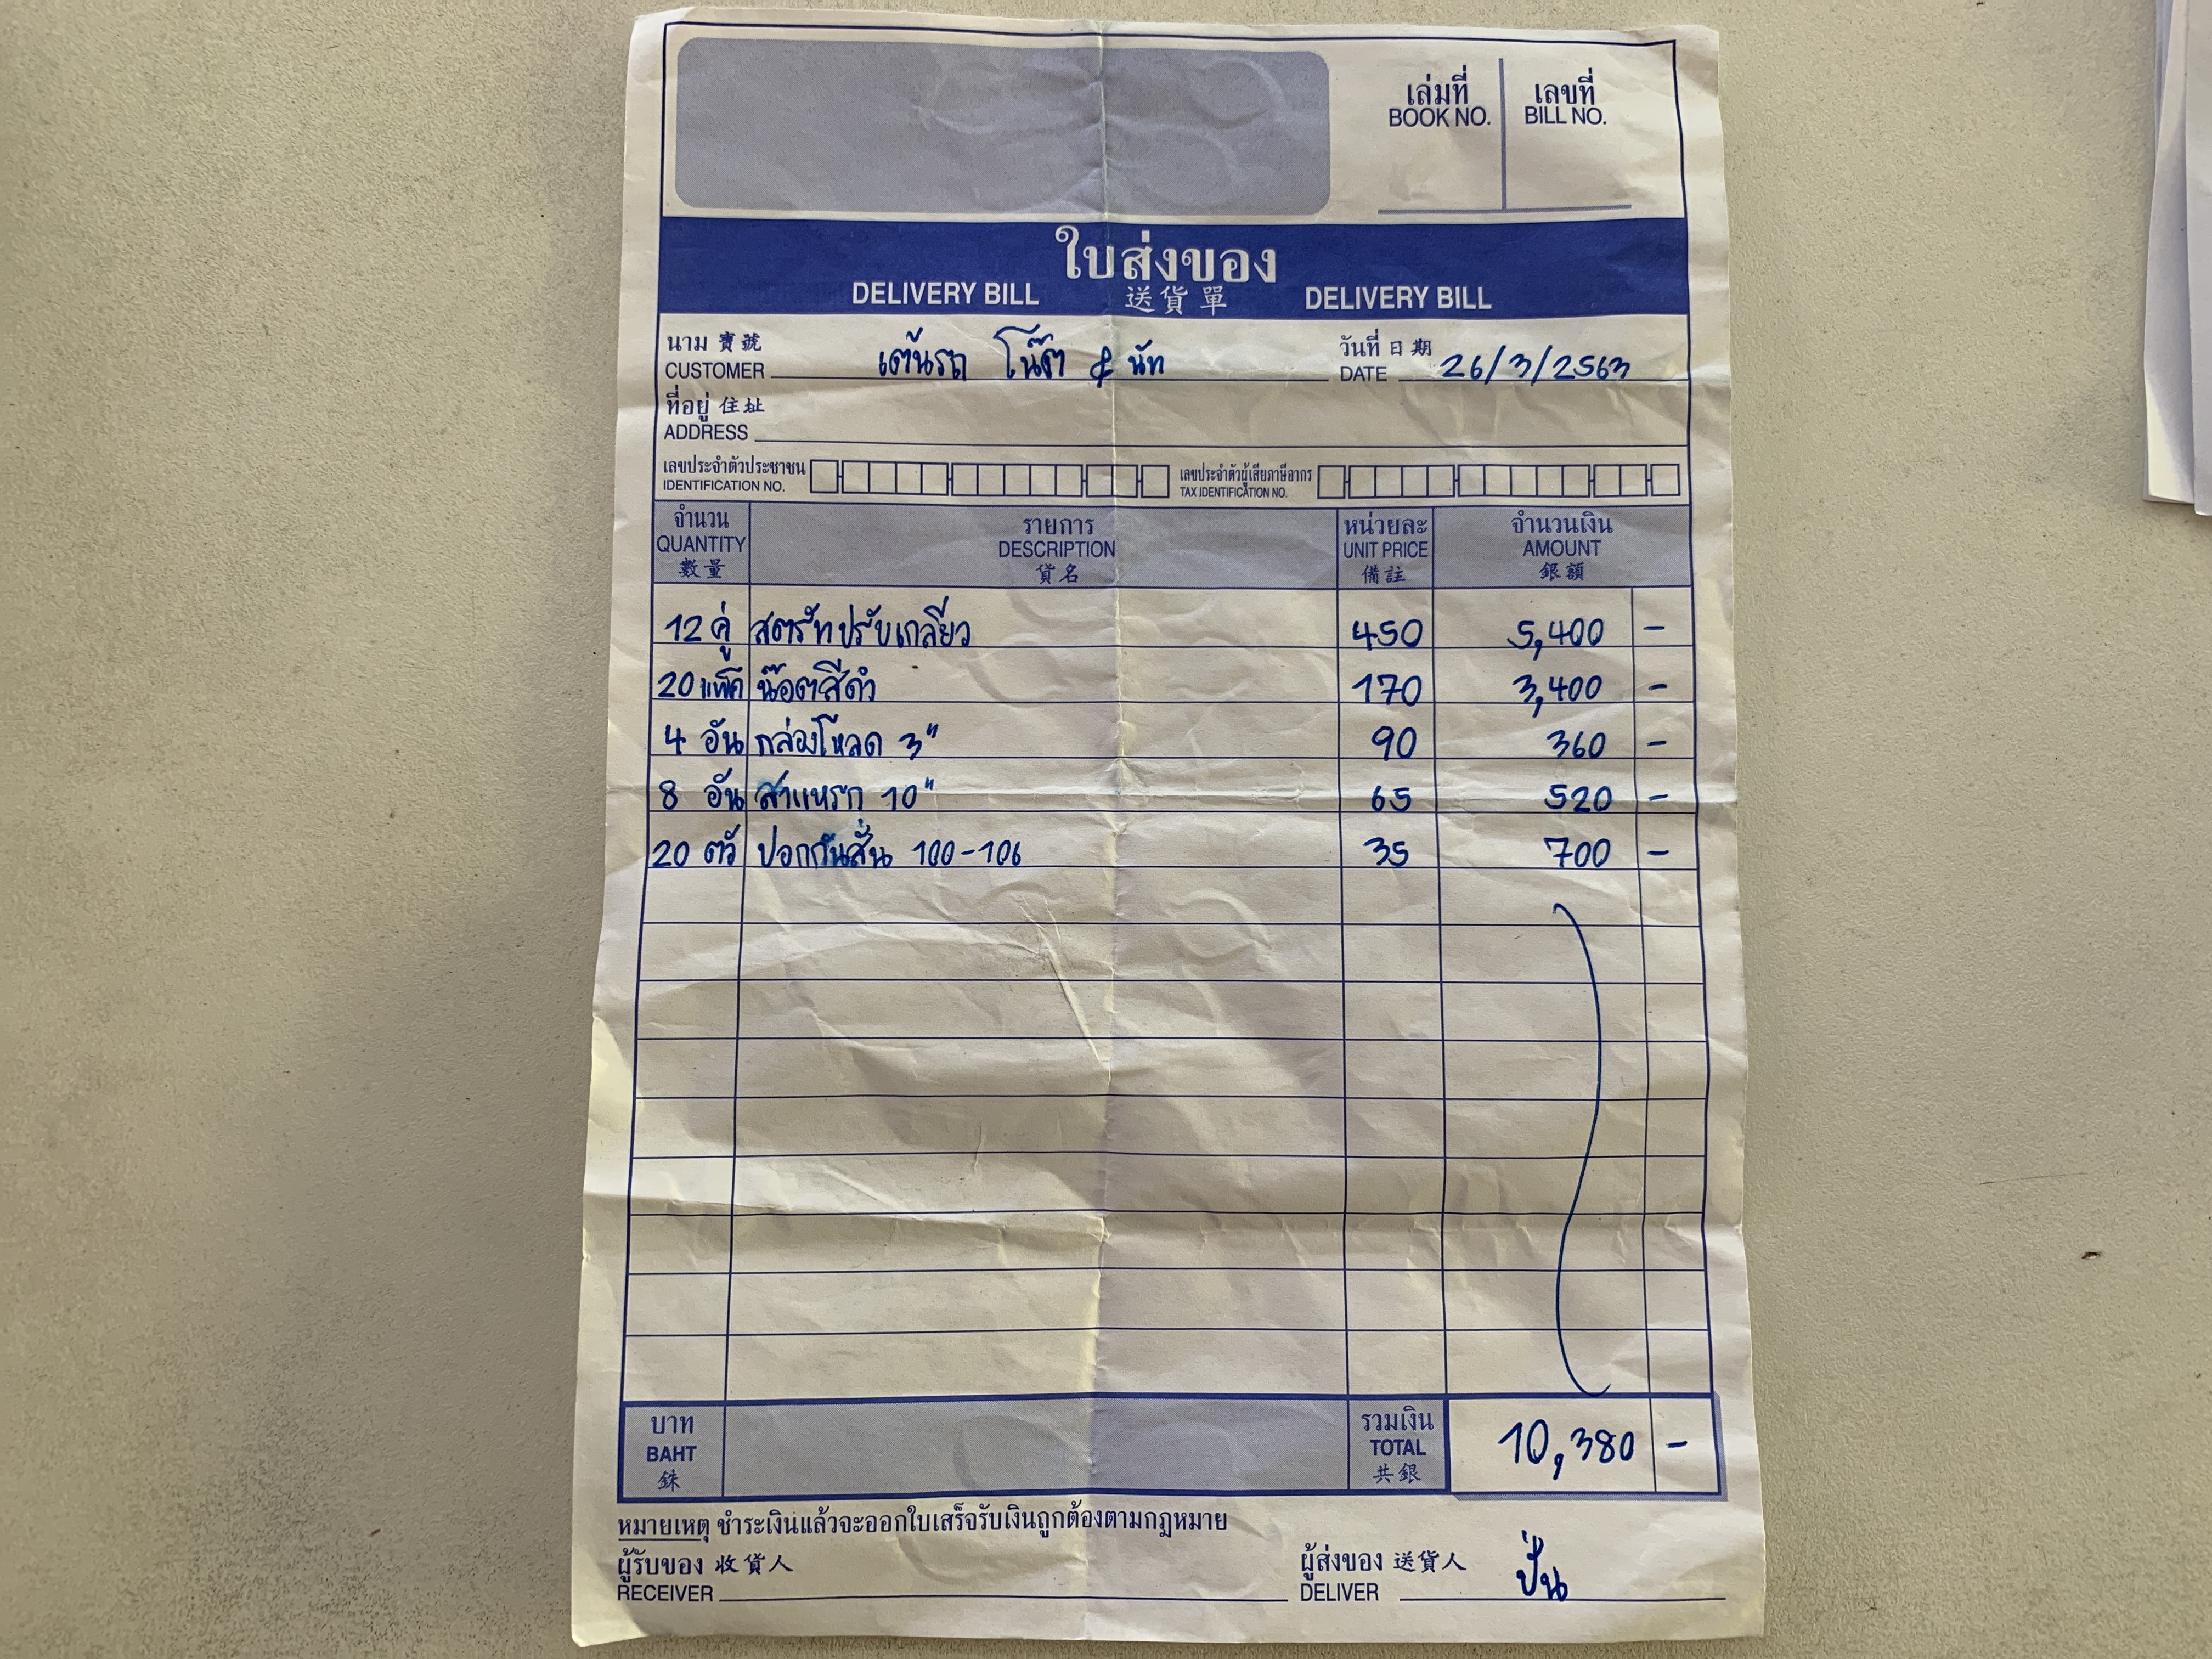 เล่มที่ เลขที่
BOOK NO. BILL NO.
ใบส่งของ
DELIVERY BILL 送貨單 DELIVERY BILL
นาม 寶號 วันที่ 日期
CUSTOMER เต้นรถ โน๊ต & นัท DATE 26/3/2563
ที่อยู่ 住址
ADDRESS
เลขประจำตัวประชาชน เลขประจำตัวผู้เสียภาษีอากร
IDENTIFICATION NO. TAX IDENTIFICATION NO.
จำนวน รายการ หน่วยละ จำนวนเงิน
QUANTITY DESCRIPTION UNIT PRICE AMOUNT
數量 貨名 備註 銀額
12 คู่ สตรัทปรับเกลียว 450 5,400 -
20 แพ็ค น๊อตสีดำ 170 3,400 -
4 อัน กล่องโหลด 3" 90 360 -
8 อัน สาแหรก 10" 65 520 -
20 ตัว ปอกกันสั่น 100-106 35 700 -
บาท รวมเงิน
BAHT TOTAL 10,380 -
銖 共銀
หมายเหตุ ชำระเงินแล้วจะออกใบเสร็จรับเงินถูกต้องตามกฎหมาย
ผู้รับของ 收貨人 ผู้ส่งของ 送貨人
RECEIVER DELIVER ปั่น